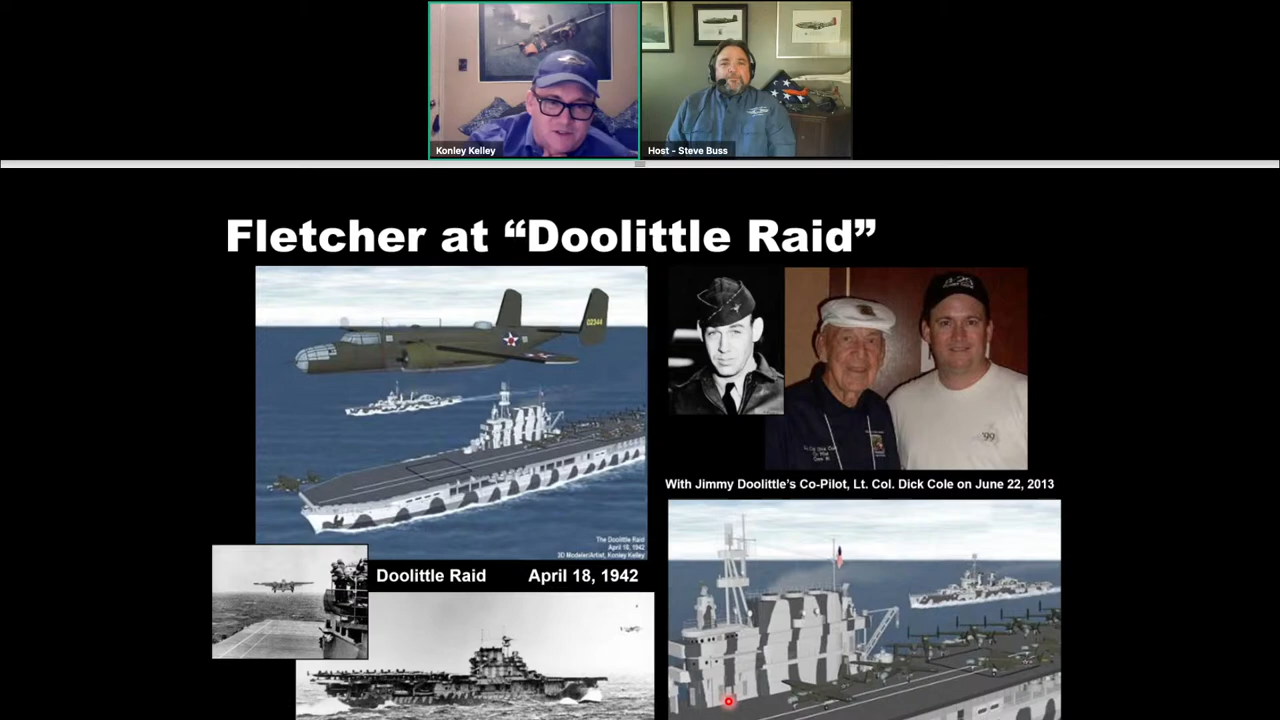 Konley Kelley
Host - Steve Buss
Fletcher at “Doolittle Raid”
02344
The Doolittle Raid
April 18, 1942
3D Modeler/Artist, Konley Kelley
'99
With Jimmy Doolittle's Co-Pilot, Lt. Col. Dick Cole on June 22, 2013
Doolittle Raid April 18, 1942